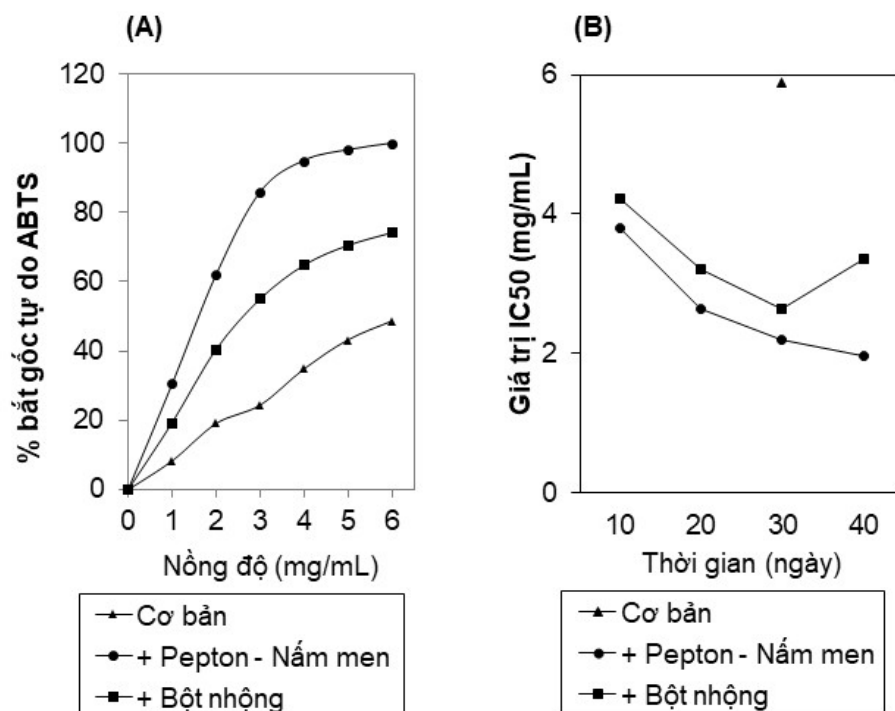 (A)
% bắt gốc tự do ABTS
120
100
80
60
40
20
0
0 1 2 3 4 5 6
Nồng độ (mg/mL)
Cơ bản
+ Pepton - Nấm men
+ Bột nhộng
(B)
Giá trị IC50 (mg/mL)
6
4
2
0
10 20 30 40
Thời gian (ngày)
Cơ bản
+ Pepton - Nấm men
+ Bột nhộng